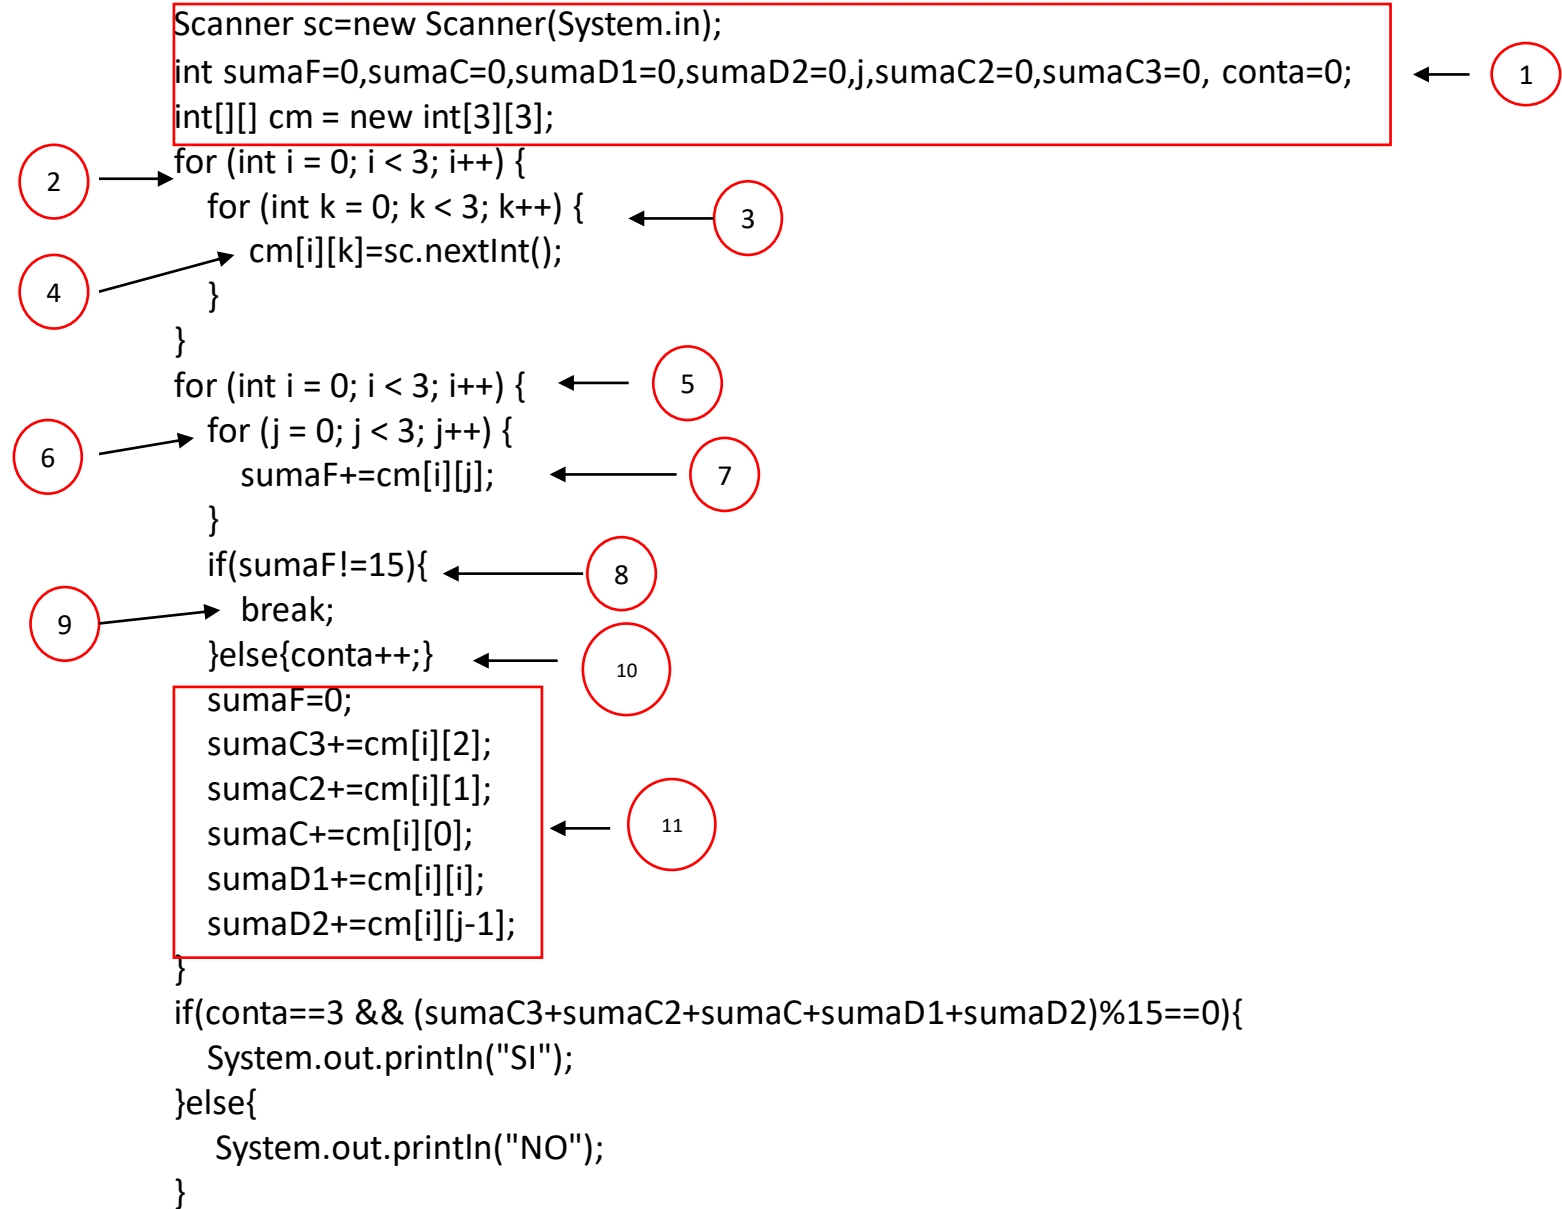 Scanner sc=new Scanner(System.in);
int sumaF=0,sumaC=0,sumaD1=0,sumaD2=0,j,sumaC2=0,sumaC3=0, conta=0;
1
int[][] cm = new int[3][3];
for (int i = 0; i < 3; i++) {
2
for (int k = 0; k < 3; k++) {
3
cm[i][k]=sc.nextInt();
4
}
}
for (int i = 0; i < 3; i++) {
5
for (j = 0; j < 3; j++) {
6
sumaF+=cm[i][j];
7
}
if(sumaF!=15){
8
break;
9
}else{conta++;}
10
sumaF=0;
sumaC3+=cm[i][2];
sumaC2+=cm[i][1];
sumaC+=cm[i][0];
11
sumaD1+=cm[i][i];
sumaD2+=cm[i][j-1];
}
if(conta==3 && (sumaC3+sumaC2+sumaC+sumaD1+sumaD2)%15==0){
System.out.println("SI");
}else{
System.out.println("NO");
}